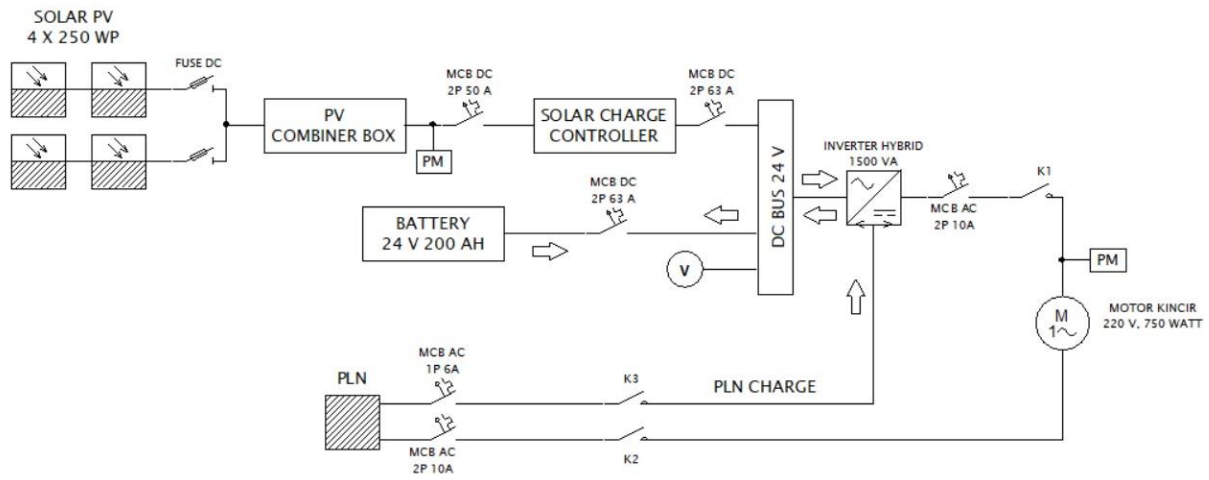 SOLAR PV
4 X 250 WP
FUSE DC
PV
COMBINER BOX
PM
MCB DC
2P 50 A
SOLAR CHARGE
CONTROLLER
MCB DC
2P 63 A
DC BUS 24 V
INVERTER HYBRID
1500 VA
MCB AC
2P 10A
K1
PM
M
1~
MOTOR KINCIR
220 V, 750 WATT
BATTERY
24 V 200 AH
MCB DC
2P 63 A
V
PLN
MCB AC
1P 6A
K3
PLN CHARGE
MCB AC
2P 10A
K2